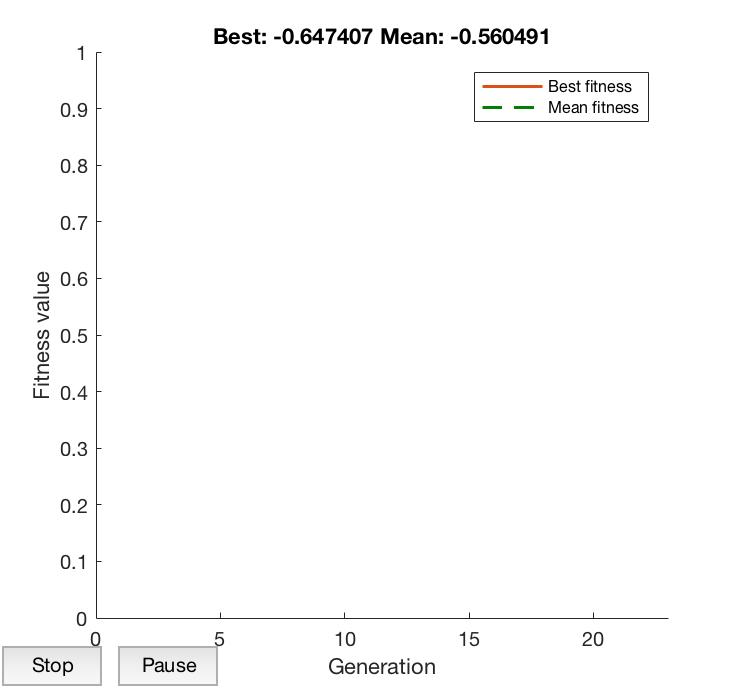 Best: -0.647407 Mean: -0.560491
1
Best fitness
Mean fitness
0.9
0.8
0.7
0.6
0.5
0.4
0.3
0.2
0.1
0
Fitness value
0 5 10 15 20
Generation
Stop Pause